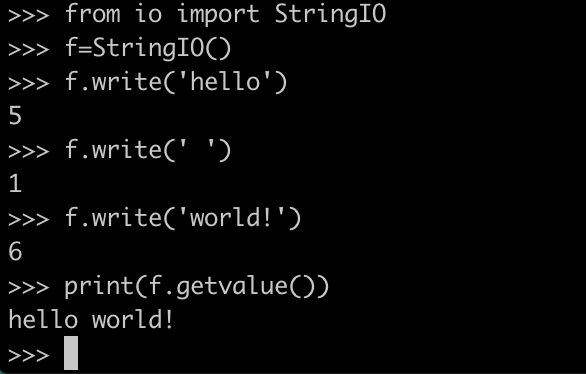 >>> from io import StringIO
>>> f=StringIO()
>>> f.write('hello')
5
>>> f.write(' ')
1
>>> f.write('world!')
6
>>> print(f.getvalue())
hello world!
>>>